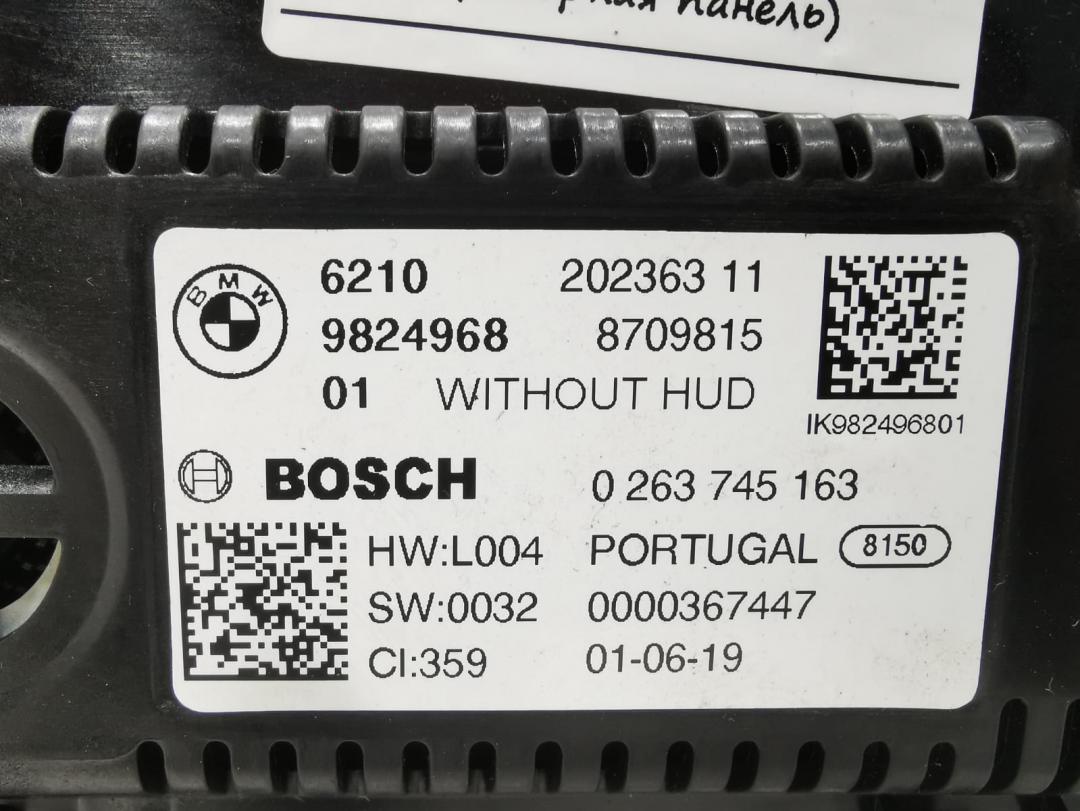 панель)
BMW
6210 202363 11
9824968 8709815
01 WITHOUT HUD
IK982496801
BOSCH 0 263 745 163
HW:L004 PORTUGAL 8150
SW:0032 0000367447
CI:359 01-06-19